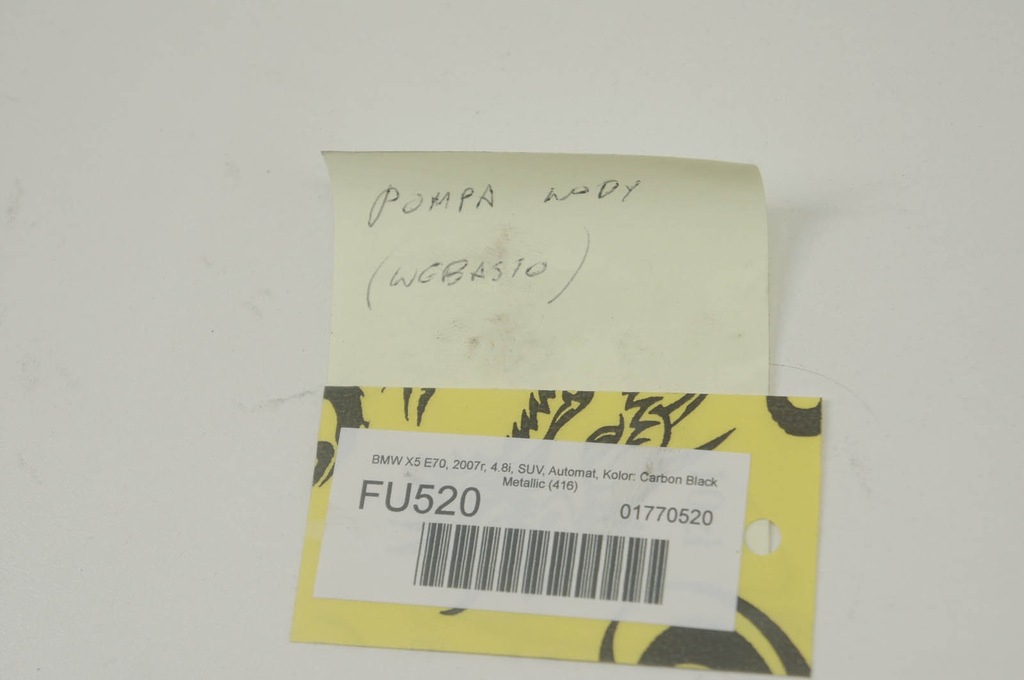 POMPA WODY
(WEBASTO)
BMW X5 E70, 2007r, 4.8i, SUV, Automat, Kolor: Carbon Black
Metallic (416)
FU520 01770520